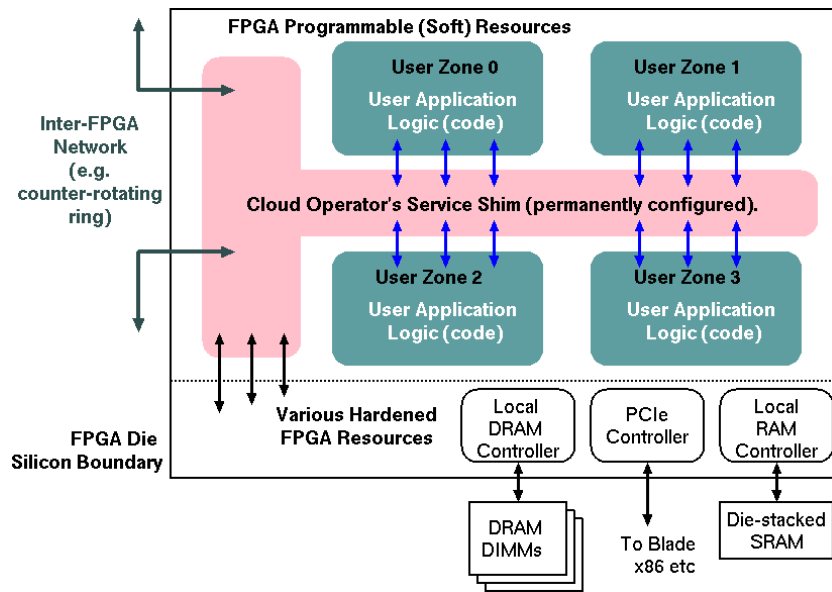 FPGA Programmable (Soft) Resources
User Zone 0
User Application
Logic (code)
User Zone 1
User Application
Logic (code)
Inter-FPGA
Network
(e.g.
counter-rotating
ring)
Cloud Operator's Service Shim (permanently configured).
User Zone 2
User Application
Logic (code)
User Zone 3
User Application
Logic (code)
Various Hardened
FPGA Resources
FPGA Die
Silicon Boundary
Local
DRAM
Controller
PCIe
Controller
Local
RAM
Controller
DRAM
DIMMs
To Blade
x86 etc
Die-stacked
SRAM